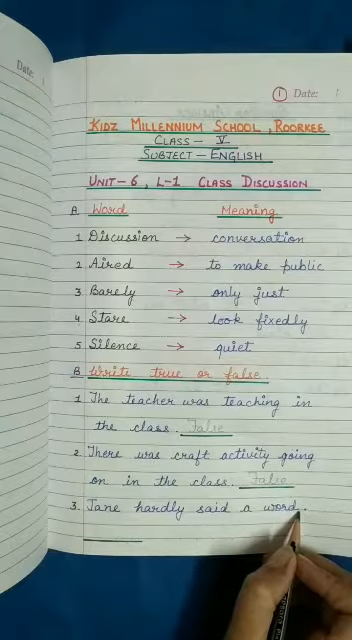 Date:
① Date:
KIDZ MILLENNIUM SCHOOL, ROORKEE
CLASS - V
SUBJECT - ENGLISH
UNIT-6, L-1 CLASS DISCUSSION
A. Word Meaning
1 Discussion → conversation
2 Aired → to make public
3 Barely → only just
4 Stare → look fixedly
5 Silence → quiet
B Write true or false.
1 The teacher was teaching in
the class. False
2. There was craft activity going
on in the class. False
3. Jane hardly said a word.